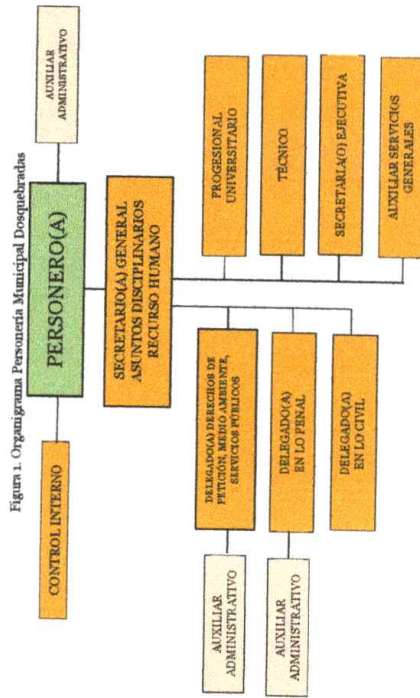 Figura 1. Organigrama Personería Municipal Dosquebradas
CONTROL INTERNO
PERSONERO(A)
AUXILIAR
ADMINISTRATIVO
SECRETARIO(A) GENERAL
ASUNTOS DISCIPLINARIOS
RECURSO HUMANO
AUXILIAR
ADMINISTRATIVO
DELEGADO(A) DERECHOS DE
PETICIÓN, MEDIO AMBIENTE,
SERVICIOS PÚBLICOS
PROGESIONAL
UNIVERSITARIO
AUXILIAR
ADMINISTRATIVO
DELEGADO(A)
EN LO PENAL
TÉCNICO
DELEGADO(A)
EN LO CIVIL
SECRETARIA(O) EJECUTIVA
AUXILIAR SERVICIOS
GENERALES